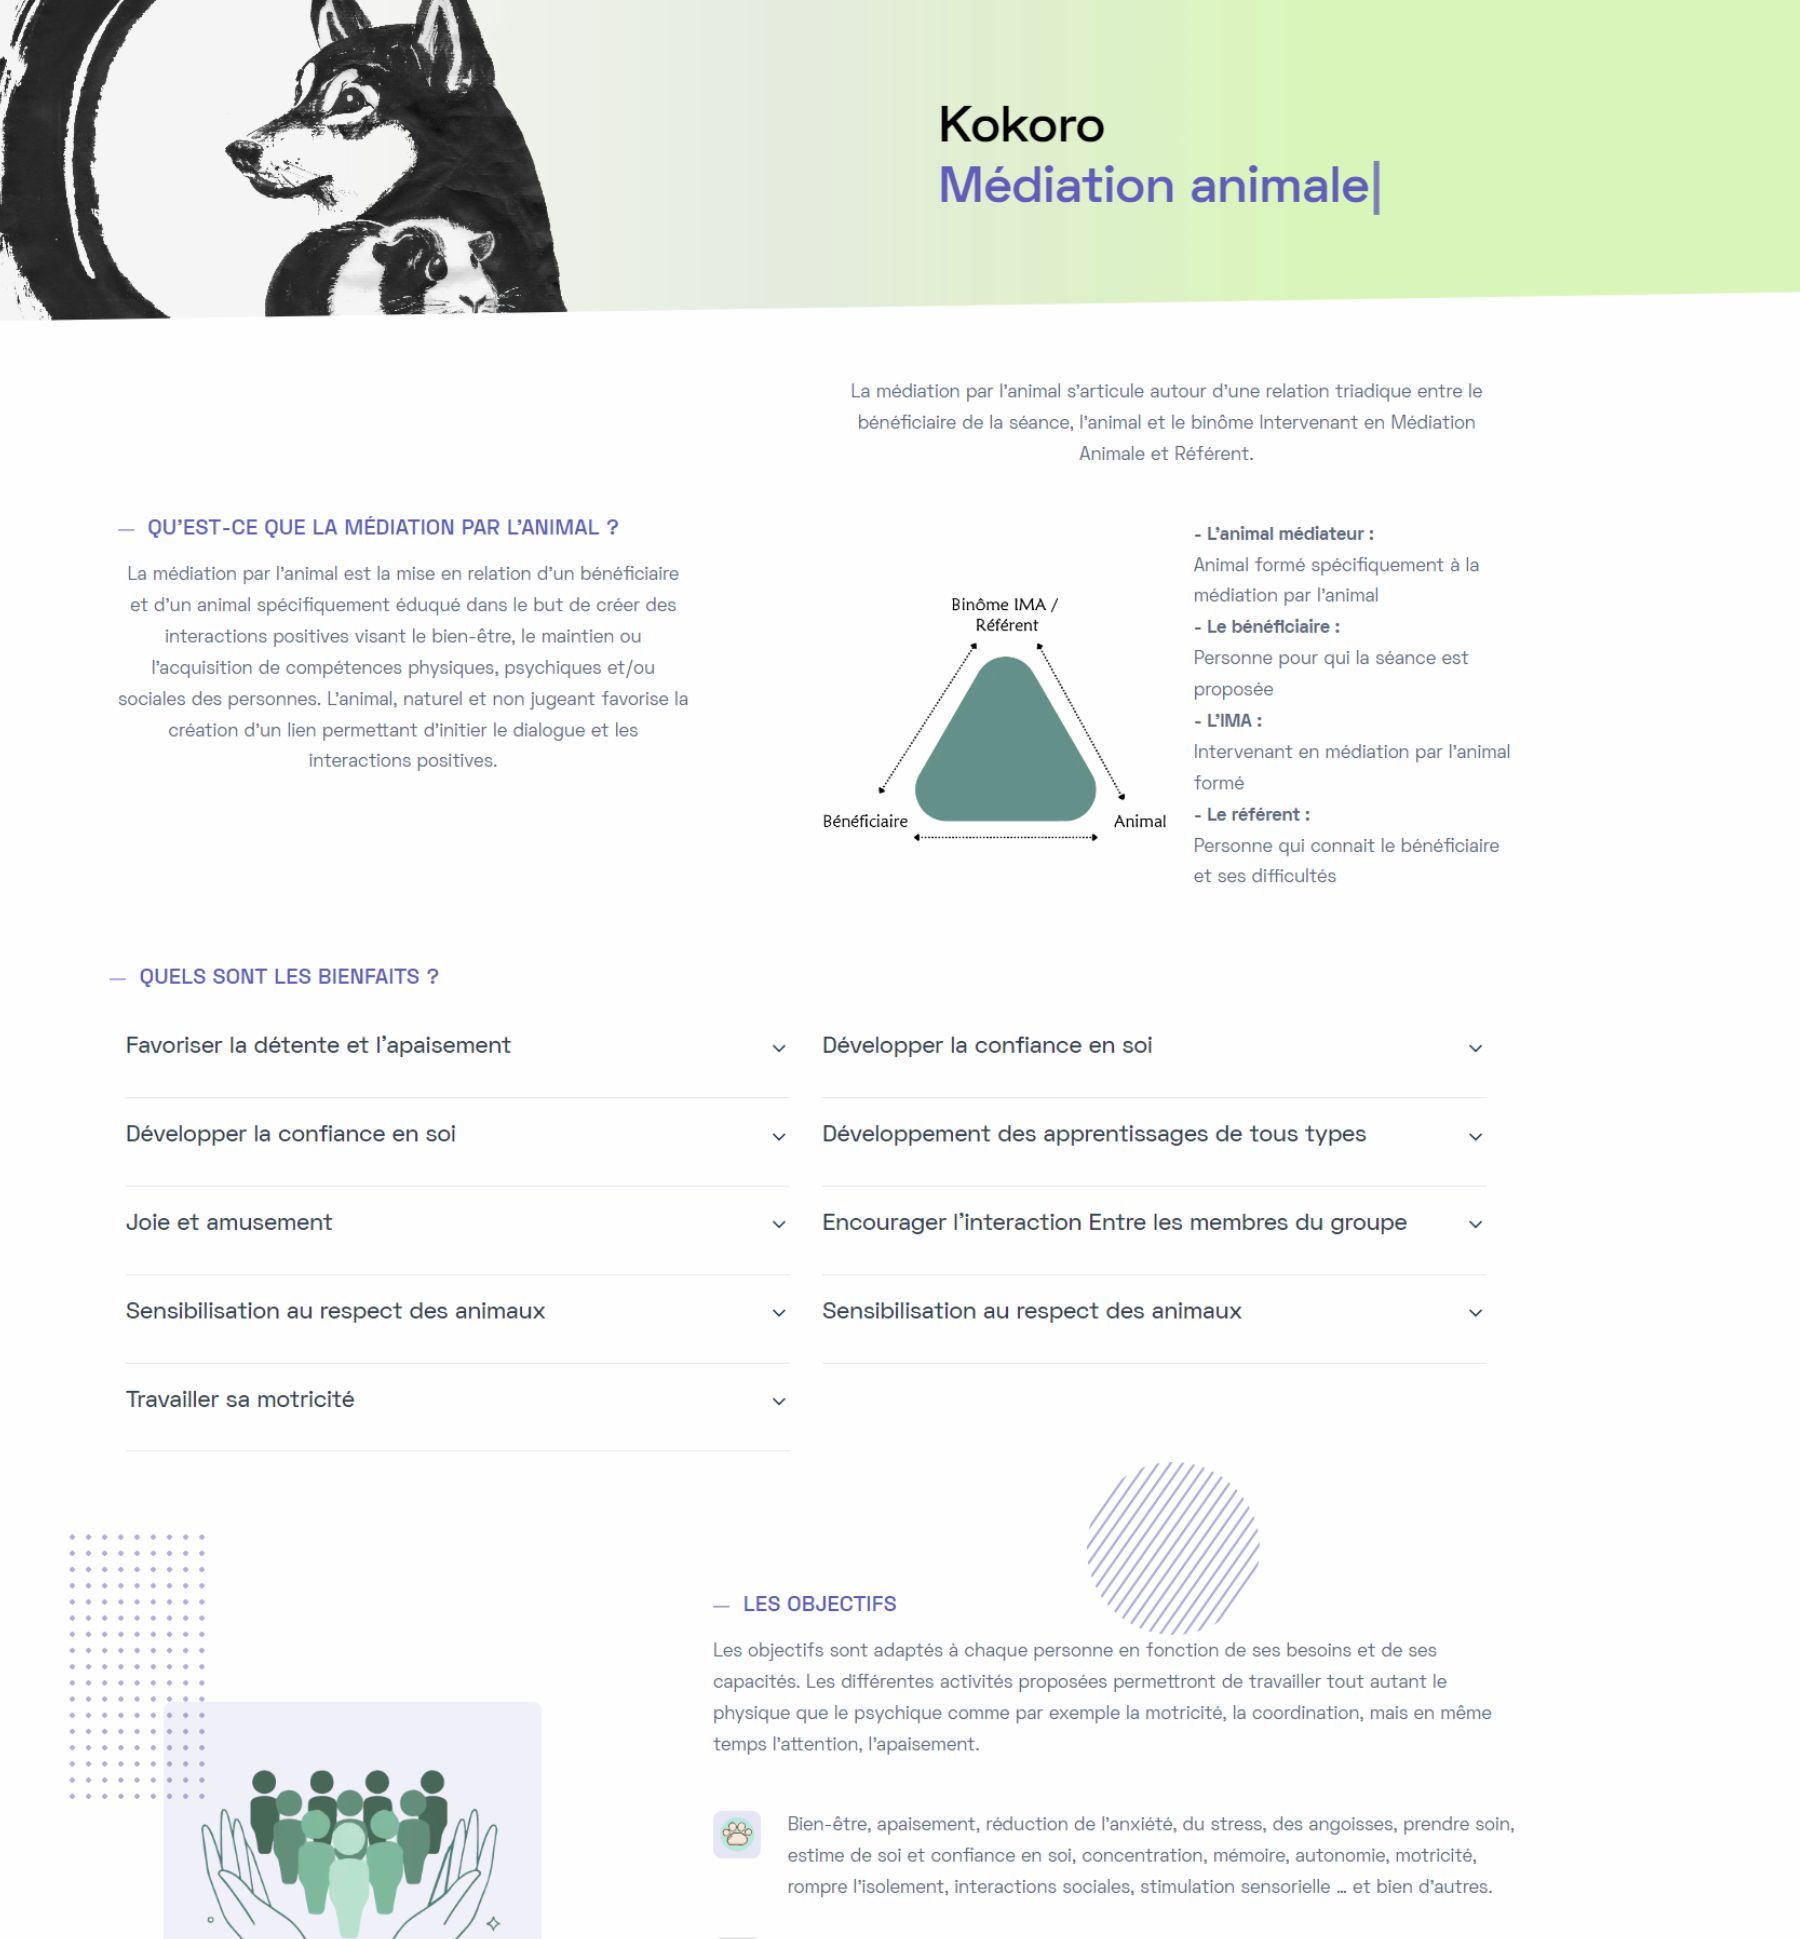 Kokoro
Médiation animale
La médiation par l'animal s'articule autour d'une relation triadique entre le
bénéficiaire de la séance, l'animal et le binôme Intervenant en Médiation
Animale et Référent.
— QU'EST-CE QUE LA MÉDIATION PAR L'ANIMAL ?
La médiation par l'animal est la mise en relation d'un bénéficiaire
et d'un animal spécifiquement éduqué dans le but de créer des
interactions positives visant le bien-être, le maintien ou
l'acquisition de compétences physiques, psychiques et/ou
sociales des personnes. L'animal, naturel et non jugeant favorise la
création d'un lien permettant d'initier le dialogue et les
interactions positives.
Binôme IMA /
Référent
Bénéficiaire
Animal
- L'animal médiateur :
Animal formé spécifiquement à la
médiation par l'animal
- Le bénéficiaire :
Personne pour qui la séance est
proposée
- L'IMA :
Intervenant en médiation par l'animal
formé
- Le référent :
Personne qui connait le bénéficiaire
et ses difficultés
— QUELS SONT LES BIENFAITS ?
Favoriser la détente et l'apaisement
Développer la confiance en soi
Joie et amusement
Sensibilisation au respect des animaux
Travailler sa motricité
Développer la confiance en soi
Développement des apprentissages de tous types
Encourager l'interaction Entre les membres du groupe
Sensibilisation au respect des animaux
— LES OBJECTIFS
Les objectifs sont adaptés à chaque personne en fonction de ses besoins et de ses
capacités. Les différentes activités proposées permettront de travailler tout autant le
physique que le psychique comme par exemple la motricité, la coordination, mais en même
temps l'attention, l'apaisement.
Bien-être, apaisement, réduction de l'anxiété, du stress, des angoisses, prendre soin,
estime de soi et confiance en soi, concentration, mémoire, autonomie, motricité,
rompre l'isolement, interactions sociales, stimulation sensorielle … et bien d'autres.